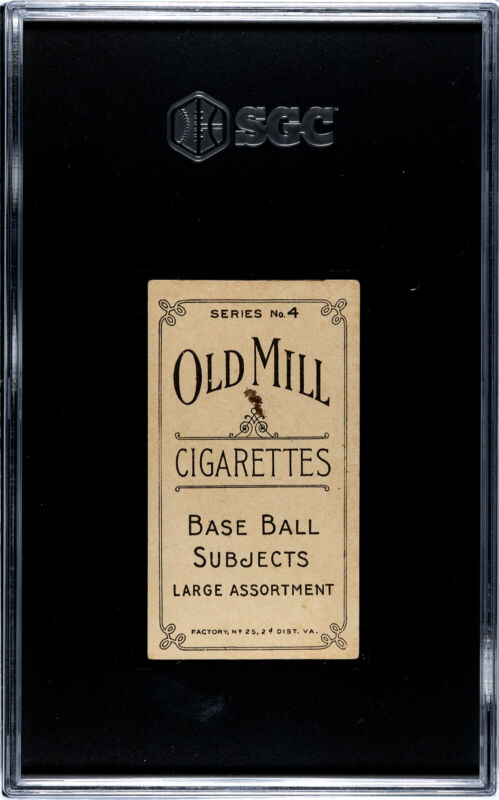 SGC
SERIES No. 4
OLD MILL
CIGARETTES
BASE BALL
SUBJECTS
LARGE ASSORTMENT
FACTORY, Nº 25, 2d DIST. VA.